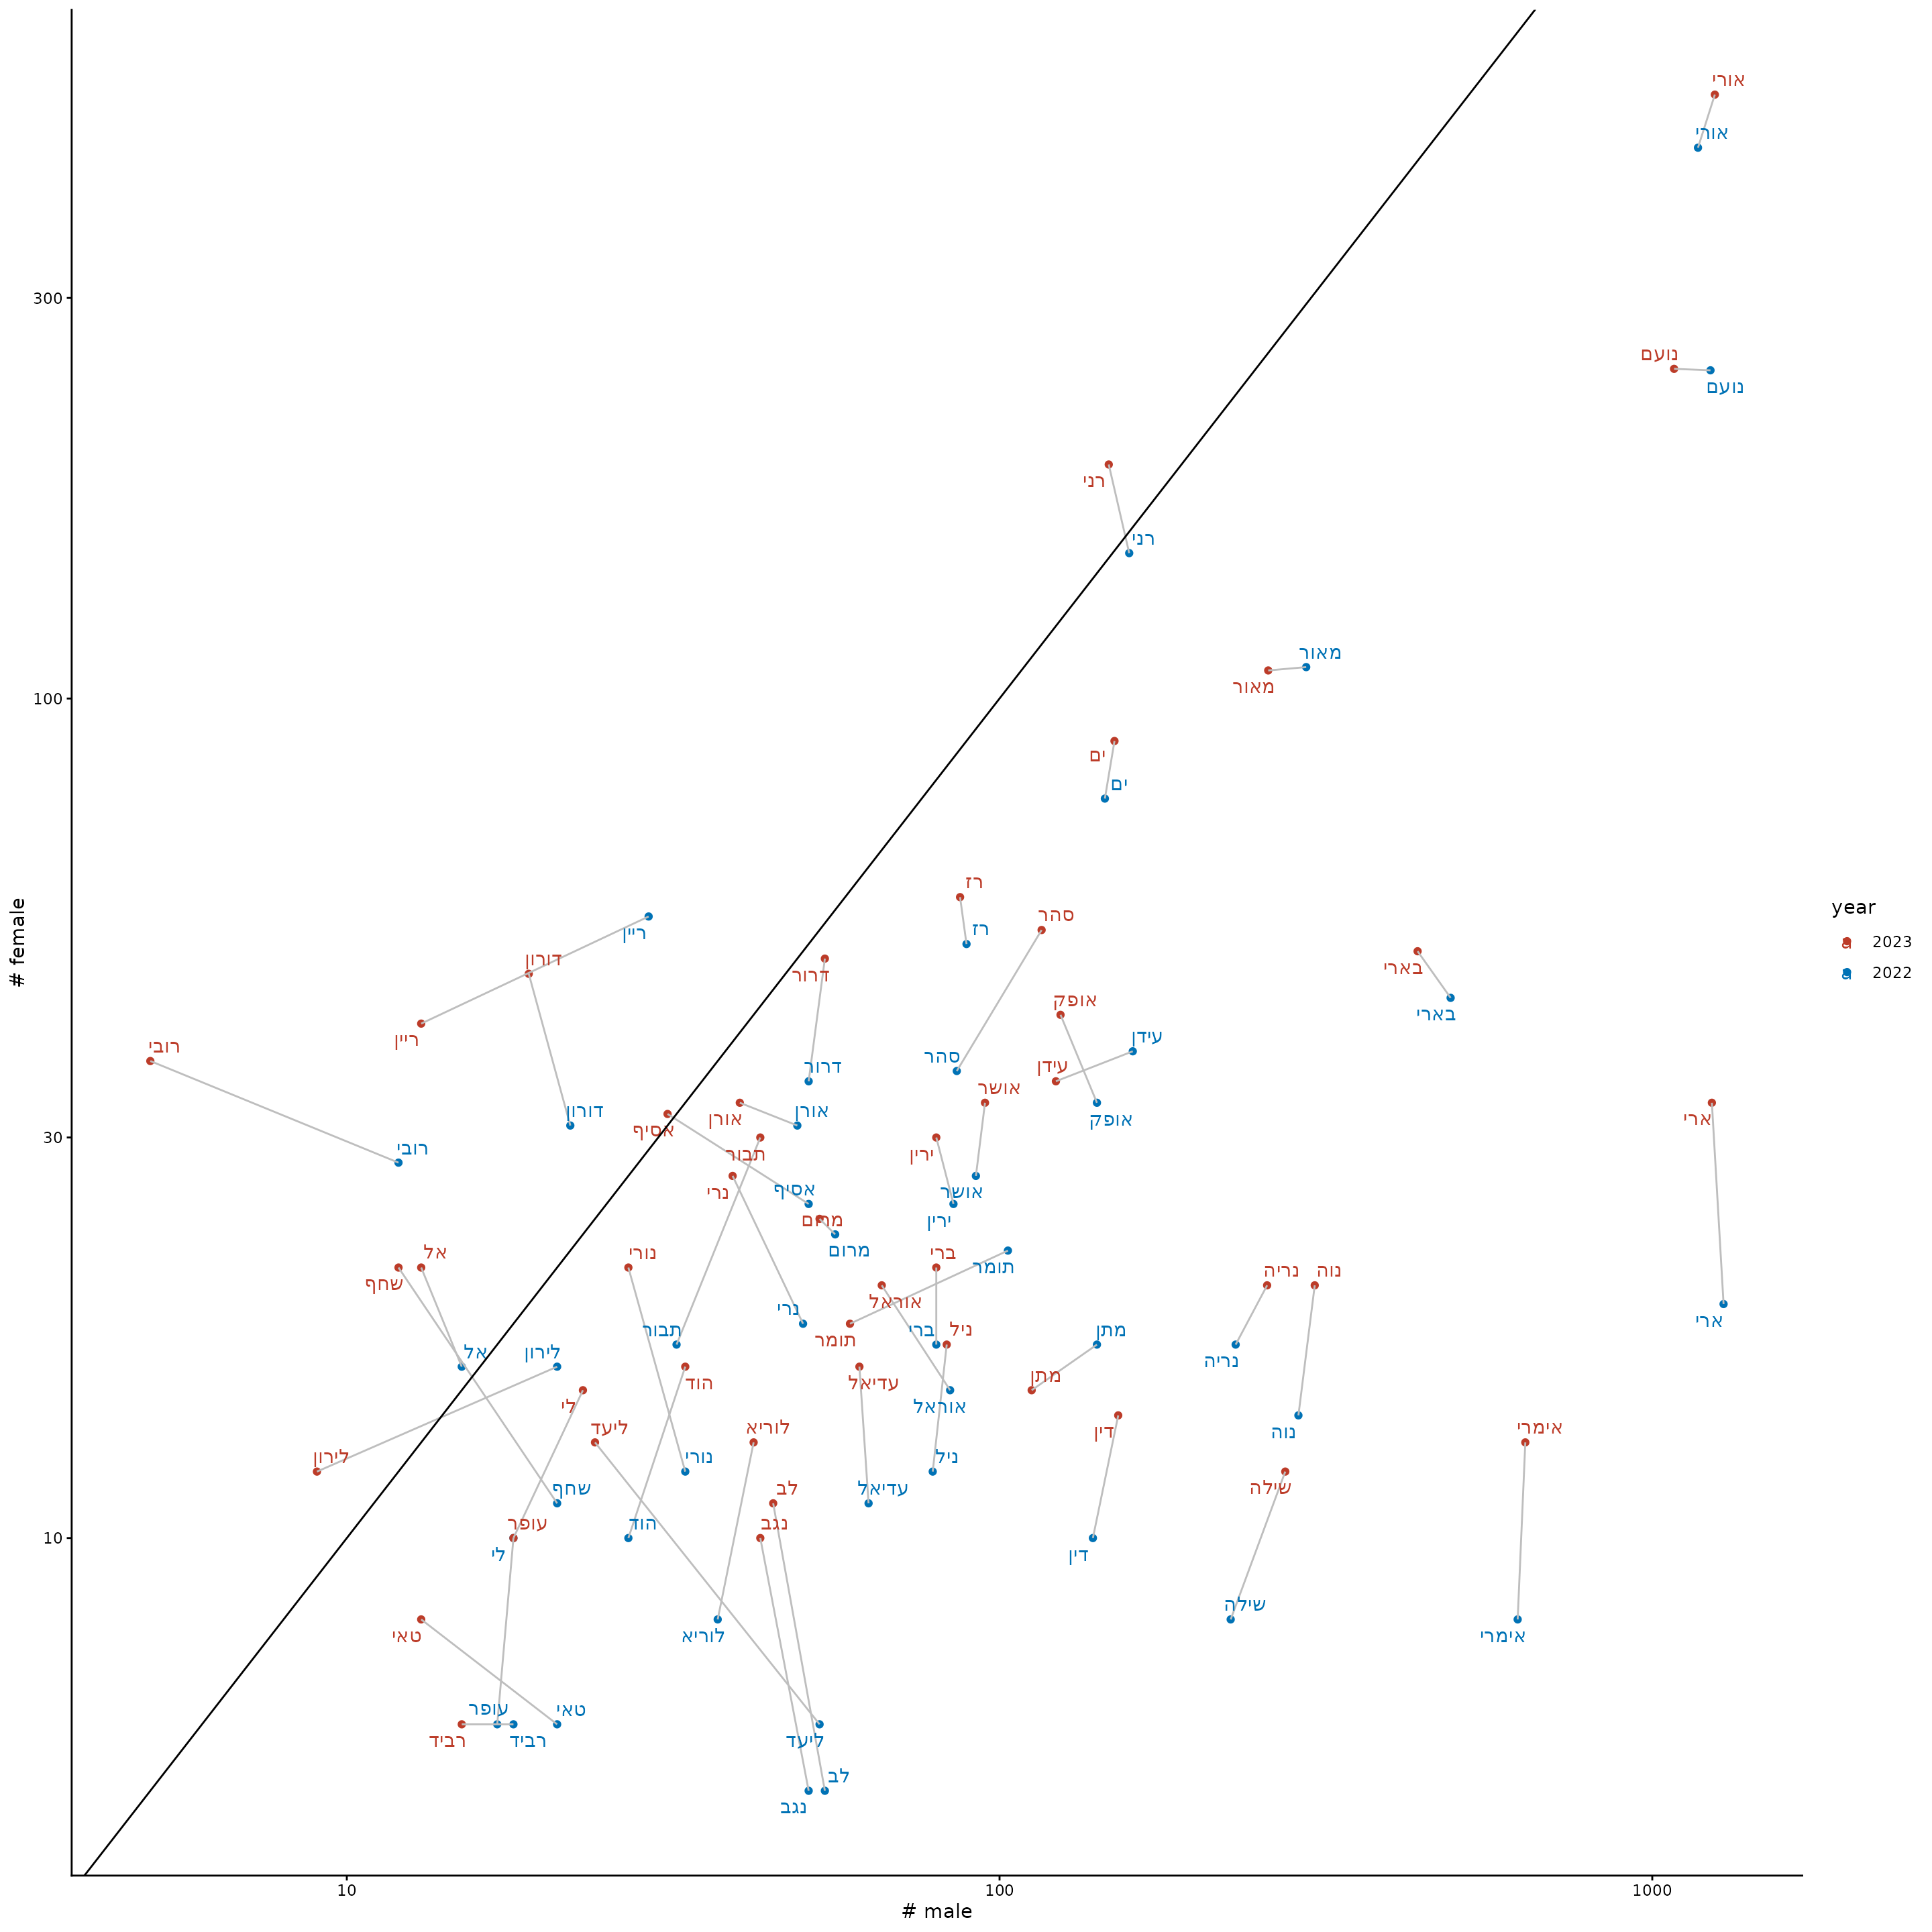 אורי
אורי
300
נועם
נועם
רני
רני
מאור
100
מאור
ים
ים
רז
# female
year
2023
2022
סהר
רז
ריין
דורון
בארי
דרור
אופק
בארי
עידן
ריין
רובי
סהר
עידן
דרור
אושר
דורון
אורן
אורן
אופק
ארי
אסיף
30
רובי
תבור
ירין
נרי
אסיף
אושר
מרום
ירין
מרום
אל
נורי
ברי
תומר
נריה
נוה
שחף
אוראל
נרי
ארי
תבור
ברי
ניל
מתן
תומר
אל
לירון
נריה
מתן
הוד
עדיאל
לי
אוראל
ליעד
לוריא
דין
נוה
אימרי
לירון
נורי
ניל
שחף
לב
עדיאל
שילה
עופר
הוד
נגב
10
לי
דין
שילה
טאי
לוריא
אימרי
עופר
טאי
רביד
רביד
ליעד
לב
נגב
10
100
1000
# male